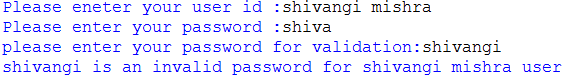 Please eneter your user id :shivangi mishra
Please enter your password :shiva
please enter your password for validation:shivangi
shivangi is an invalid password for shivangi mishra user